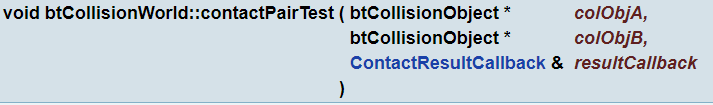 void btCollisionWorld::contactPairTest ( btCollisionObject * colObjA,
btCollisionObject * colObjB,
ContactResultCallback & resultCallback
)